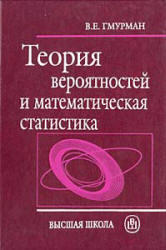 В.Е.ГМУРМАН
Теория
вероятностей
и математическая
статистика
ВЫСШАЯ ШКОЛА